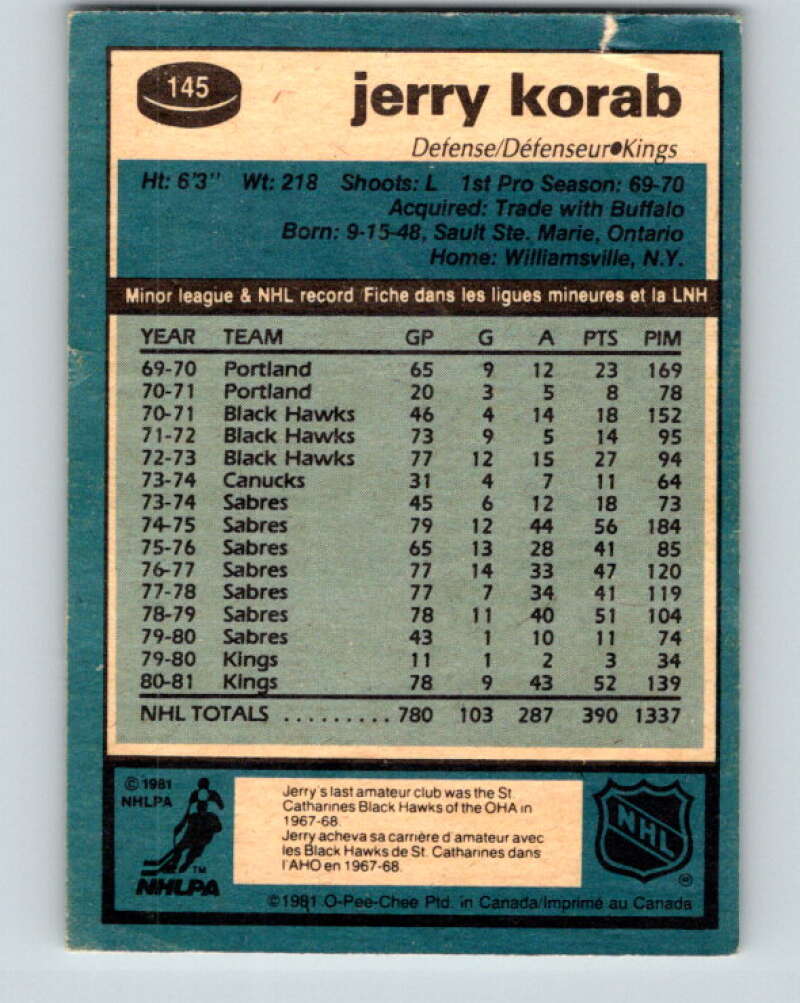 145
jerry korab
Defense/Défenseur●Kings
Ht: 6'3" Wt: 218 Shoots: L 1st Pro Season: 69-70
Acquired: Trade with Buffalo
Born: 9-15-48, Sault Ste. Marie, Ontario
Home: Williamsville, N.Y.
Minor league & NHL record Fiche dans les ligues mineures et la LNH
YEAR TEAM GP G A PTS PIM
69-70 Portland 65 9 12 23 169
70-71 Portland 20 3 5 8 78
70-71 Black Hawks 46 4 14 18 152
71-72 Black Hawks 73 9 5 14 95
72-73 Black Hawks 77 12 15 27 94
73-74 Canucks 31 4 7 11 64
73-74 Sabres 45 6 12 18 73
74-75 Sabres 79 12 44 56 184
75-76 Sabres 65 13 28 41 85
76-77 Sabres 77 14 33 47 120
77-78 Sabres 77 7 34 41 119
78-79 Sabres 78 11 40 51 104
79-80 Sabres 43 1 10 11 74
79-80 Kings 11 1 2 3 34
80-81 Kings 78 9 43 52 139
NHL TOTALS ......... 780 103 287 390 1337
© 1981
NHLPA
TM
NHLPA
Jerry's last amateur club was the St.
Catharines Black Hawks of the OHA in
1967-68.
Jerry acheva sa carrière d'amateur avec
les Black Hawks de St. Catharines dans
l'AHO en 1967-68.
NHL
©1981 O-Pee-Chee Ptd. in Canada/Imprimé au Canada